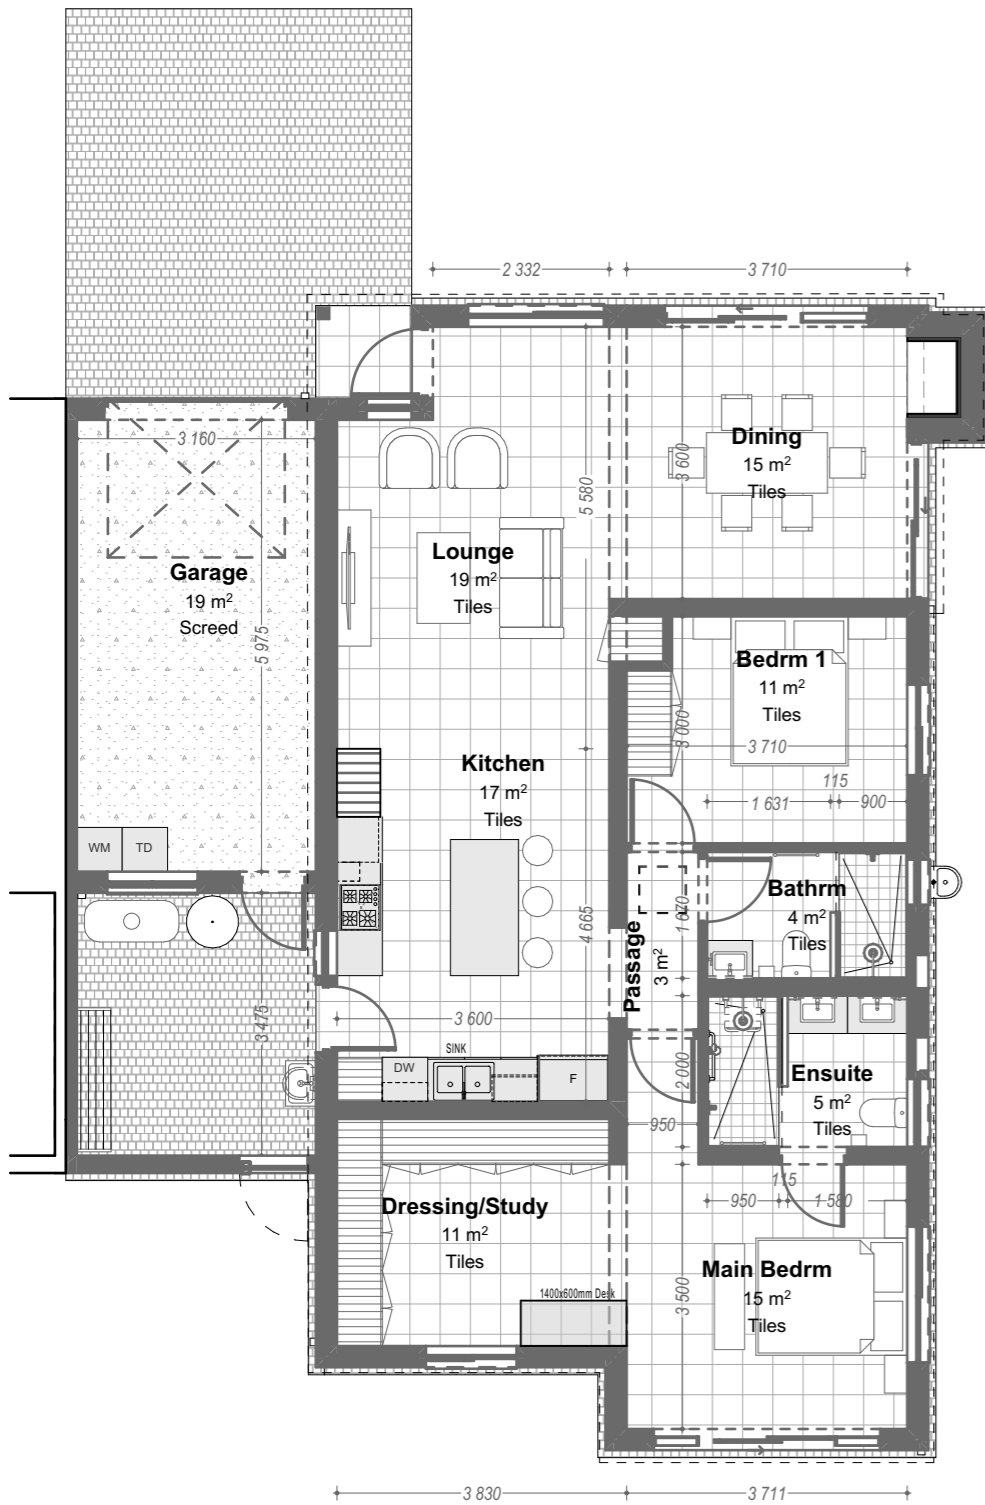 2 332
3 710
3 160
Dining
15 m²
Tiles
3 600
5 580
Lounge
19 m²
Tiles
Garage
19 m²
Screed
5 975
Bedrm 1
11 m²
Tiles
3 000
3 710
115
1 631
900
Kitchen
17 m²
Tiles
WM
TD
Bathrm
4 m²
Tiles
1 670
4 665
Passage
3 m²
3 475
3 600
SINK
DW
F
2 000
Ensuite
5 m²
Tiles
950
115
950
1 580
Dressing/Study
11 m²
Tiles
Main Bedrm
15 m²
Tiles
3 500
1400x600mm Desk
3 830
3 711